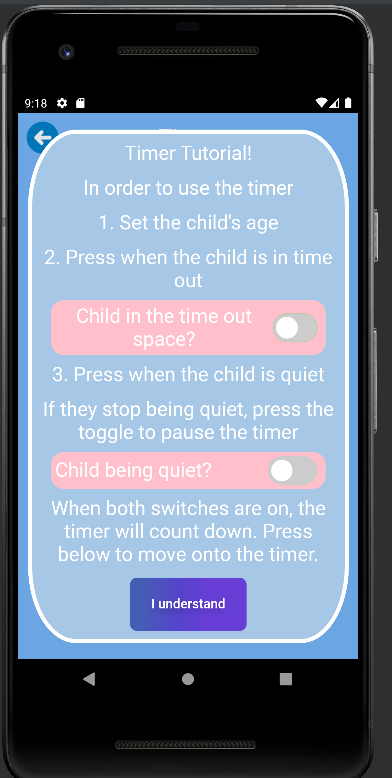 9:18
Timer Tutorial!
In order to use the timer
1. Set the child's age
2. Press when the child is in time
out
Child in the time out
space?
3. Press when the child is quiet
If they stop being quiet, press the
toggle to pause the timer
Child being quiet?
When both switches are on, the
timer will count down. Press
below to move onto the timer.
I understand